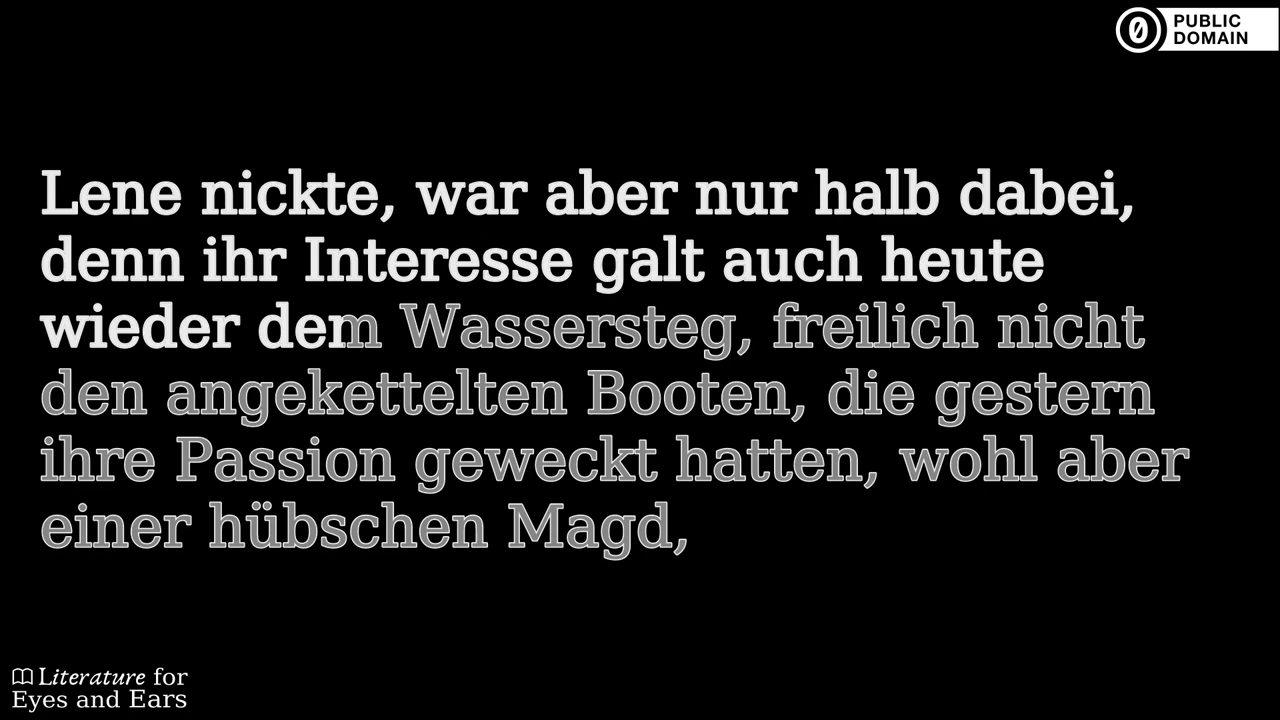 PUBLIC
DOMAIN
Lene nickte, war aber nur halb dabei,
denn ihr Interesse galt auch heute
wieder dem Wassersteg, freilich nicht
den angekettelten Booten, die gestern
ihre Passion geweckt hatten, wohl aber
einer hübschen Magd,
Literature for
Eyes and Ears